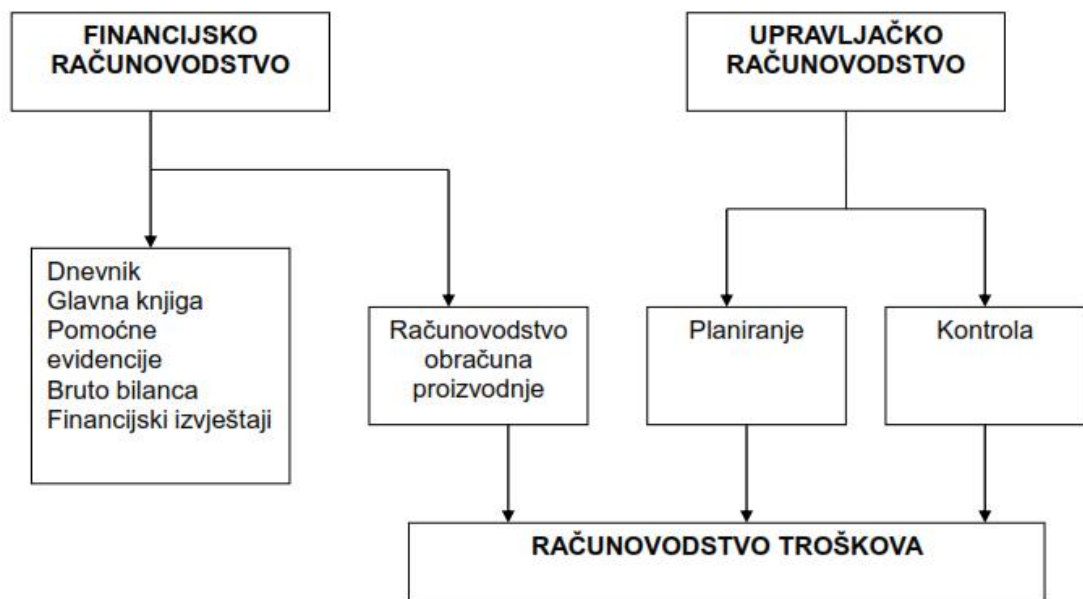 FINANCIJSKO
RAČUNOVODSTVO
UPRAVLJAČKO
RAČUNOVODSTVO
Dnevnik
Glavna knjiga
Pomoćne
evidencije
Bruto bilanca
Financijski izvještaji
Računovodstvo
obračuna
proizvodnje
Planiranje
Kontrola
RAČUNOVODSTVO TROŠKOVA